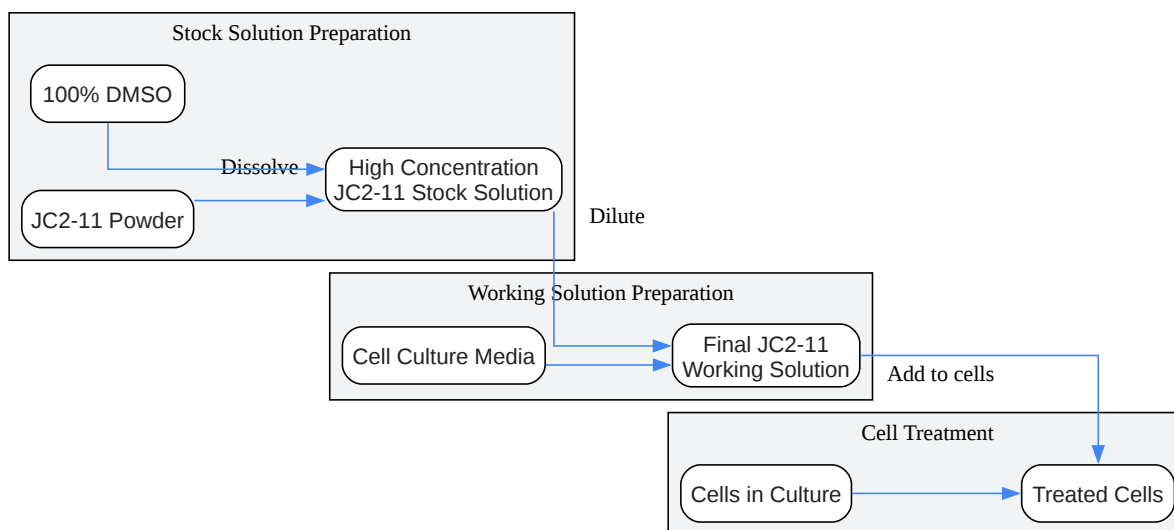 Stock Solution Preparation
100% DMSO
Dissolve
High Concentration
JC2-11 Stock Solution
JC2-11 Powder
Dilute
Working Solution Preparation
Cell Culture Media
Final JC2-11
Working Solution
Add to cells
Cell Treatment
Cells in Culture
Treated Cells